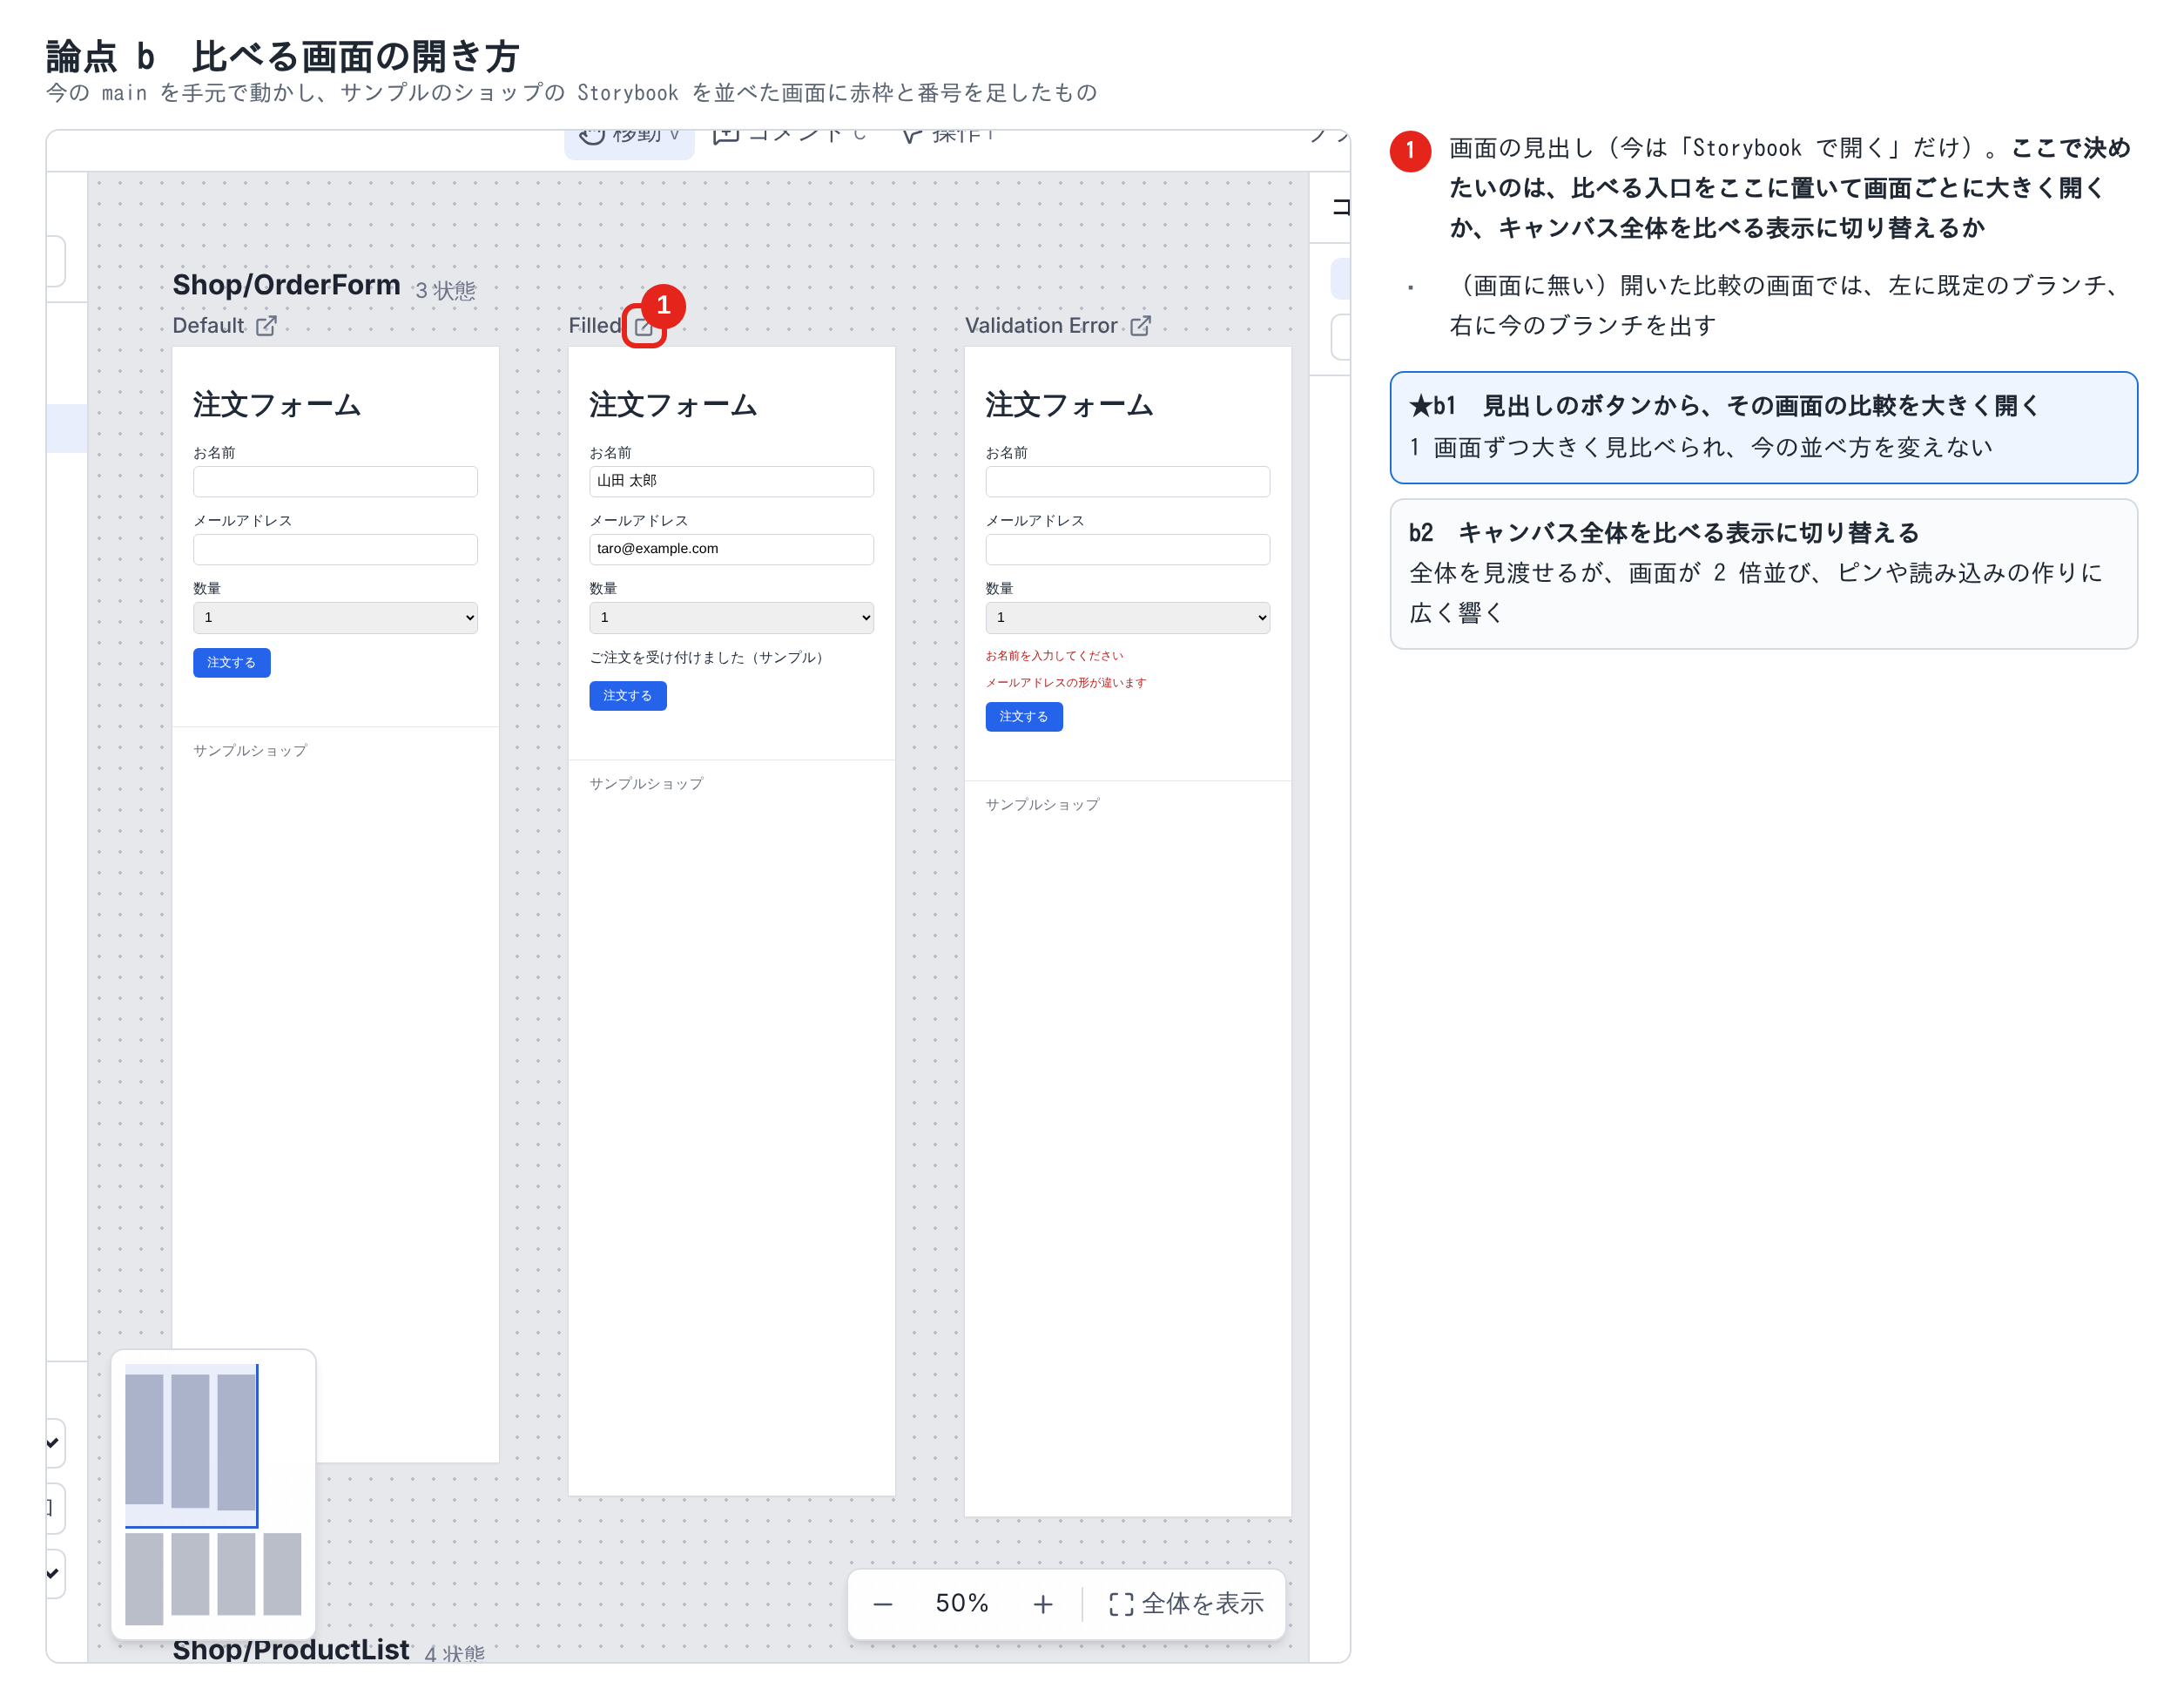 論点 b　比べる画面の開き方
今の main を手元で動かし、サンプルのショップの Storybook を並べた画面に赤枠と番号を足したもの
移動 V コメント C 操作 I
Shop/OrderForm 3 状態
Default
Filled
1
Validation Error
注文フォーム
お名前
メールアドレス
数量
1
注文する
サンプルショップ
注文フォーム
お名前
山田 太郎
メールアドレス
taro@example.com
数量
1
ご注文を受け付けました（サンプル）
注文する
サンプルショップ
注文フォーム
お名前
メールアドレス
数量
1
お名前を入力してください
メールアドレスの形が違います
注文する
サンプルショップ
50% 全体を表示
Shop/ProductList 4 状態
1 画面の見出し（今は「Storybook で開く」だけ）。ここで決め
たいのは、比べる入口をここに置いて画面ごとに大きく開く
か、キャンバス全体を比べる表示に切り替えるか
・ （画面に無い）開いた比較の画面では、左に既定のブランチ、
右に今のブランチを出す
★b1　見出しのボタンから、その画面の比較を大きく開く
1 画面ずつ大きく見比べられ、今の並べ方を変えない
b2　キャンバス全体を比べる表示に切り替える
全体を見渡せるが、画面が 2 倍並び、ピンや読み込みの作りに
広く響く